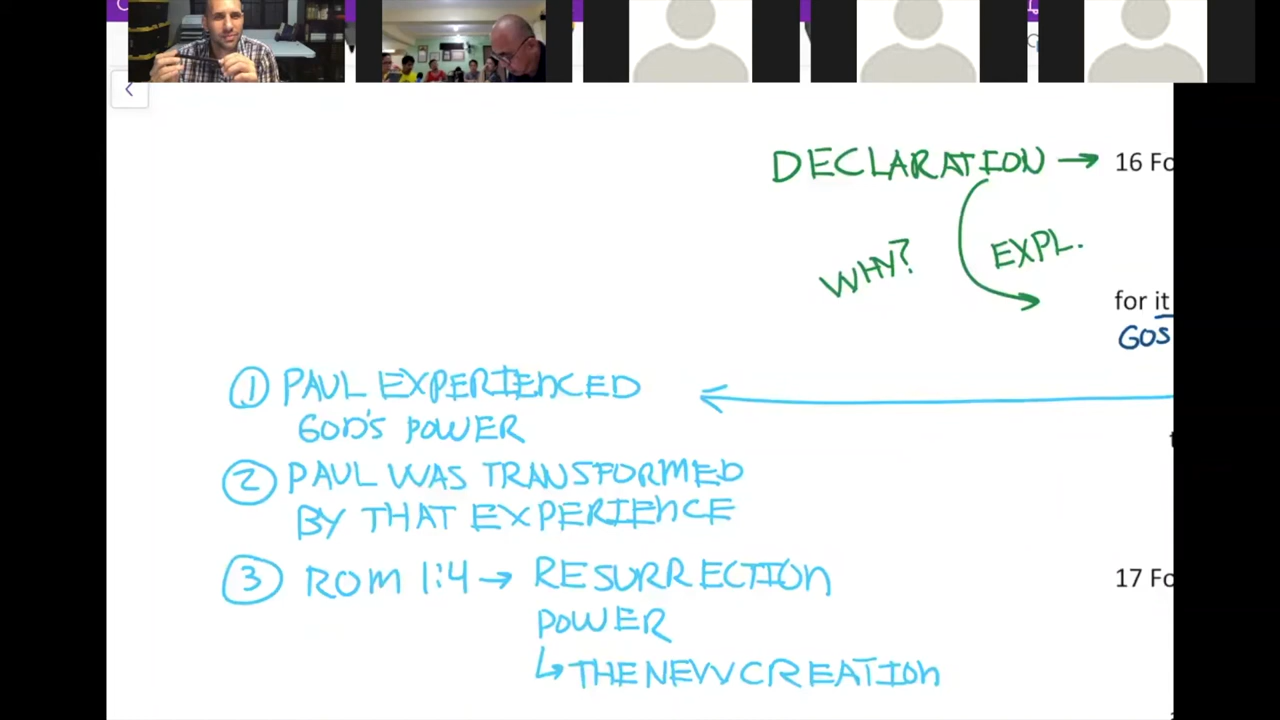 DECLARATION → 16 Fo
WHY? EXPL.
for it
GOS
① PAUL EXPERIENCED
GOD'S POWER
② PAUL WAS TRANSFORMED
BY THAT EXPERIENCE
③ ROM 1:4 → RESURRECTION
17 Fo
POWER
↳ THE NEW CREATION